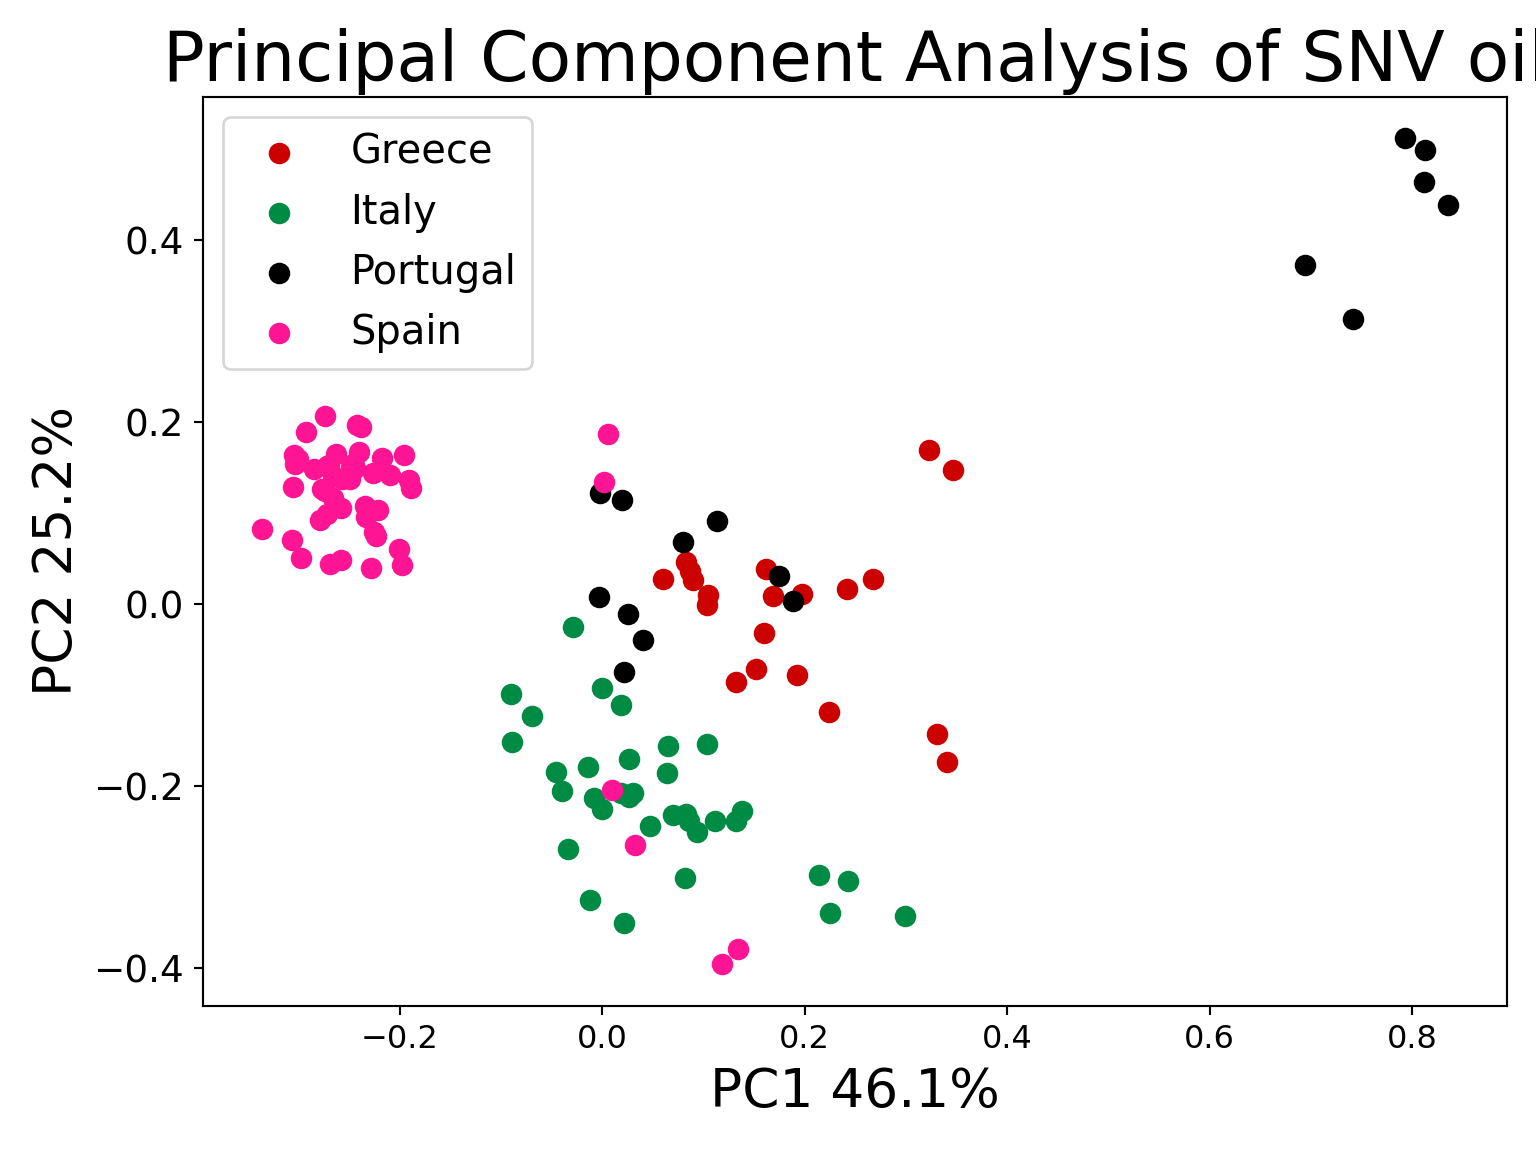 Principal Component Analysis of SNV oil
Greece
Italy
Portugal
Spain
0.4
0.2
0.0
−0.2
−0.4
PC2 25.2%
−0.2
0.0
0.2
0.4
0.6
0.8
PC1 46.1%